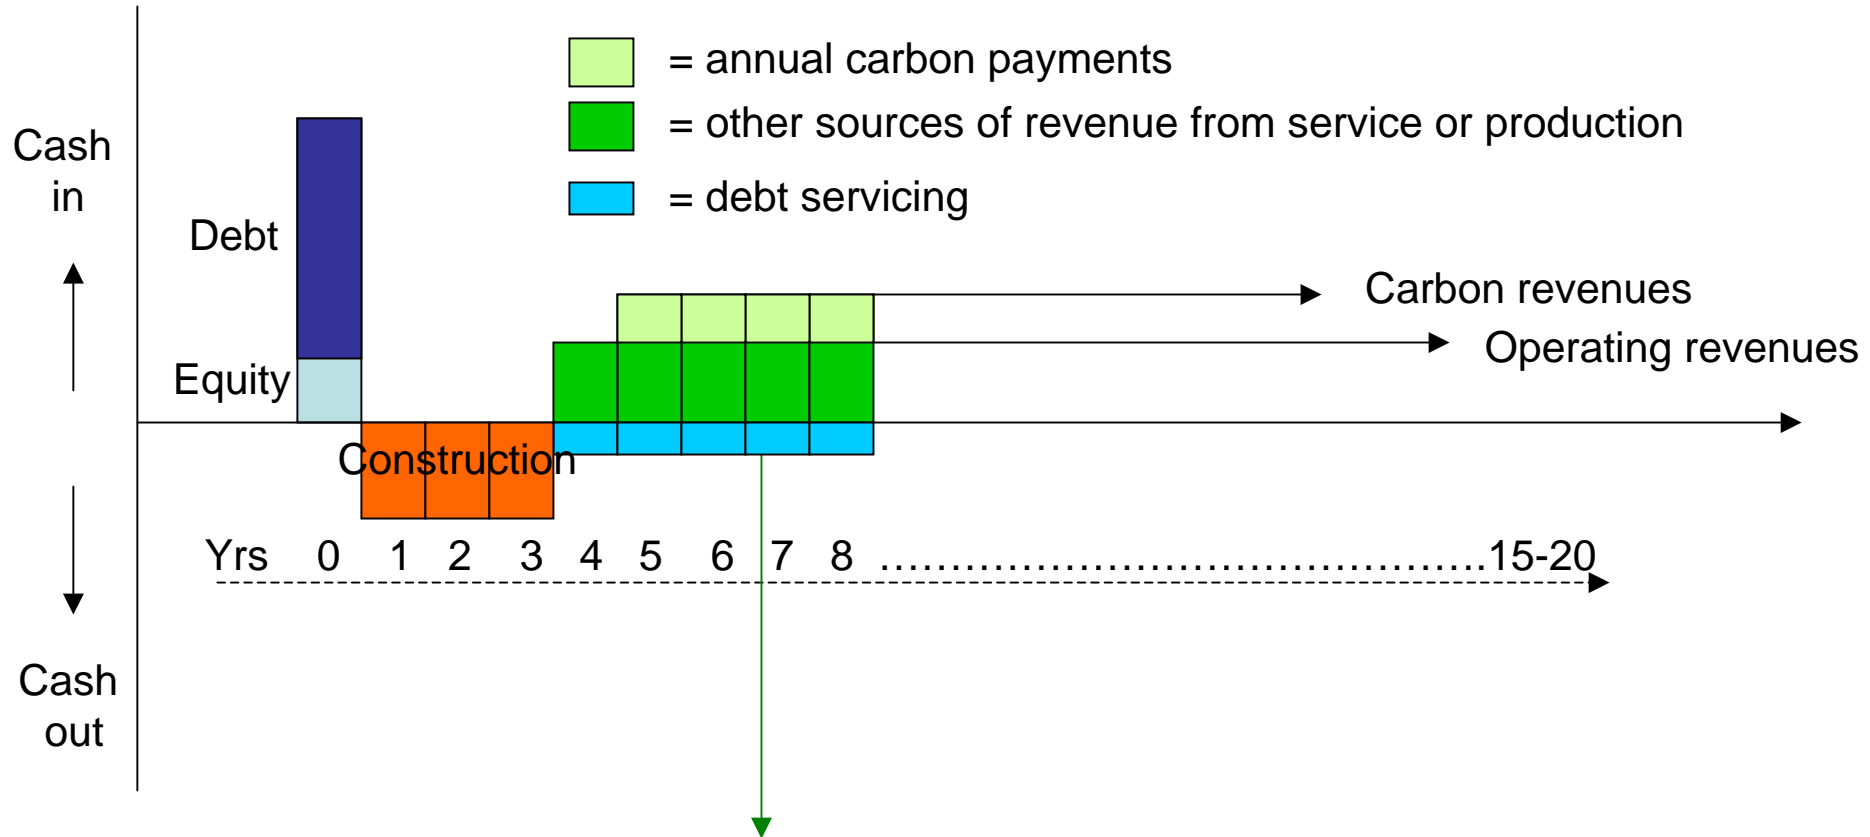 = annual carbon payments
= other sources of revenue from service or production
= debt servicing
Cash
in
Debt
Equity
Carbon revenues
Operating revenues
Construction
Yrs 0 1 2 3 4 5 6 7 8 ...........................................15-20
Cash
out